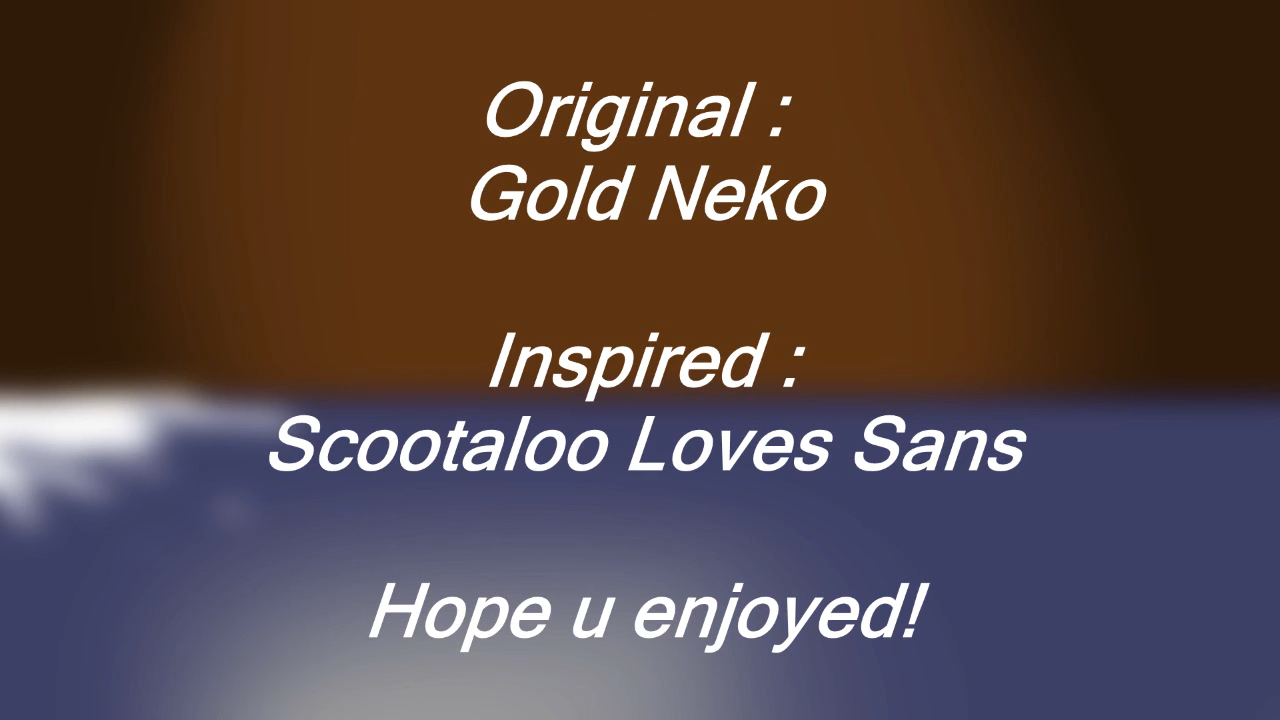 Original :
Gold Neko
Inspired :
Scootaloo Loves Sans
Hope u enjoyed!